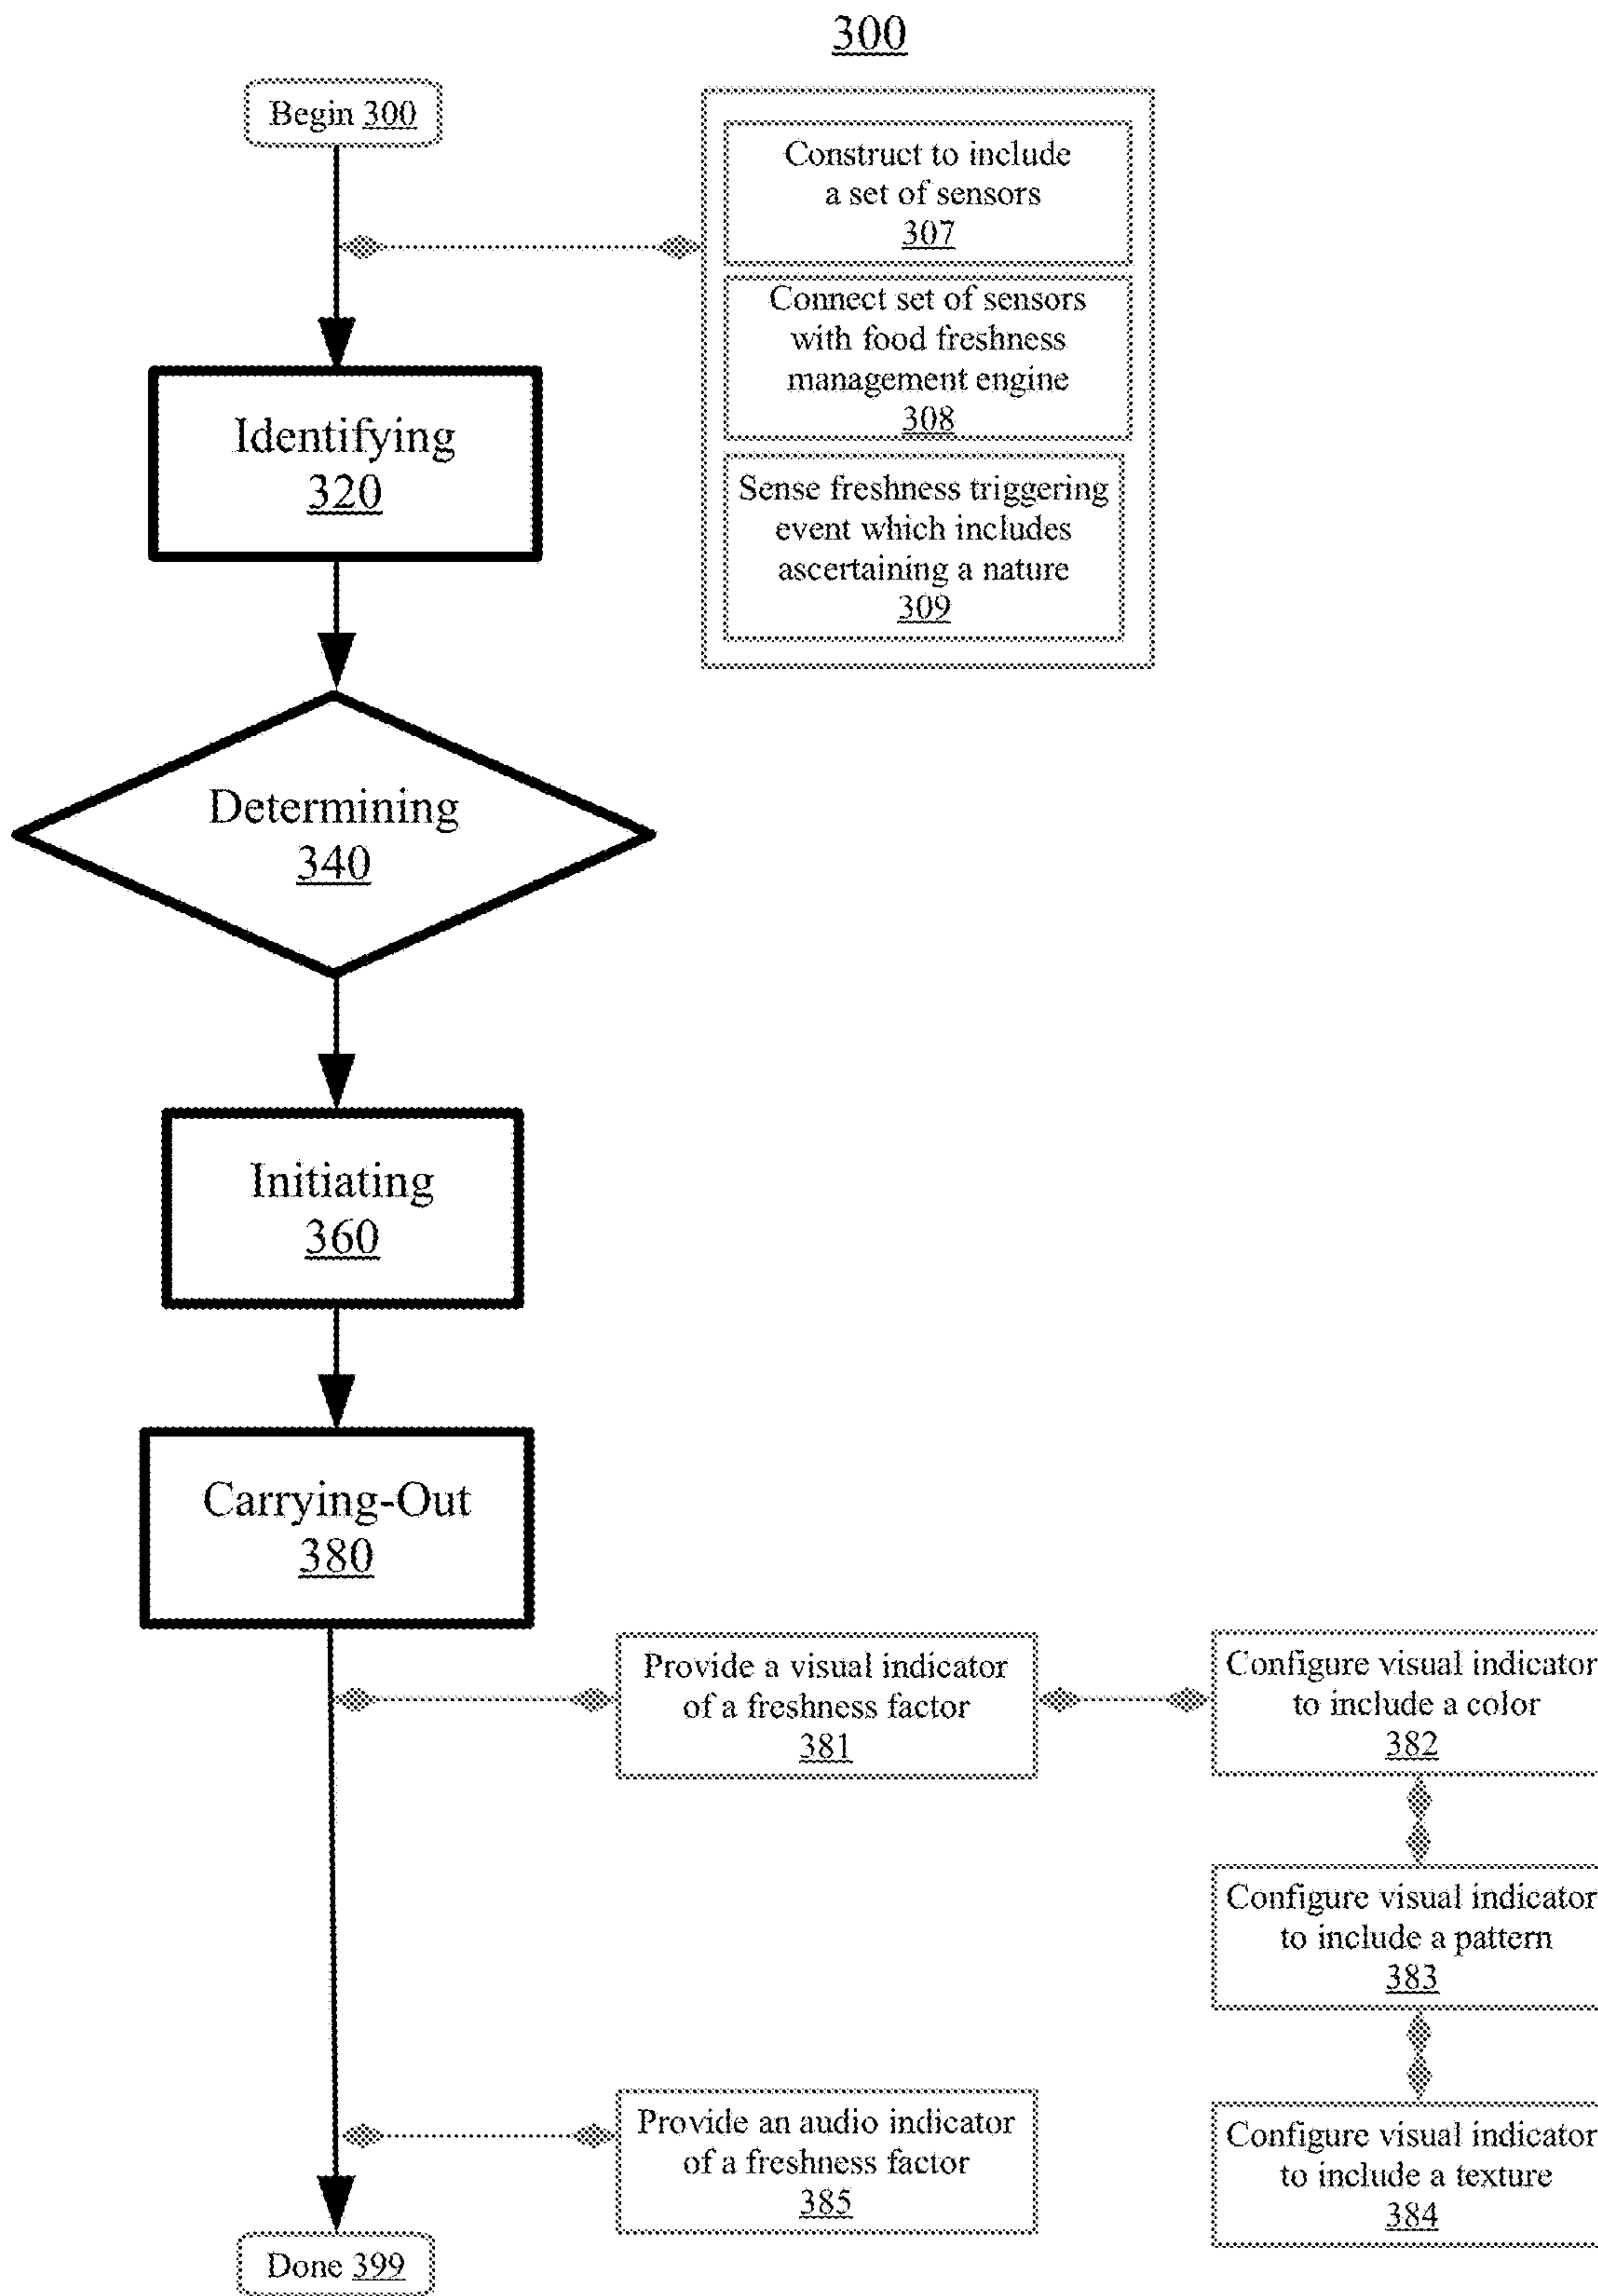 300
Begin 300
Construct to include
a set of sensors
307
Connect set of sensors
with food freshness
management engine
308
Sense freshness triggering
event which includes
ascertaining a nature
309
Identifying
320
Determining
340
Initiating
360
Carrying-Out
380
Provide a visual indicator
of a freshness factor
381
Configure visual indicator
to include a color
382
Configure visual indicator
to include a pattern
383
Provide an audio indicator
of a freshness factor
385
Configure visual indicator
to include a texture
384
Done 399